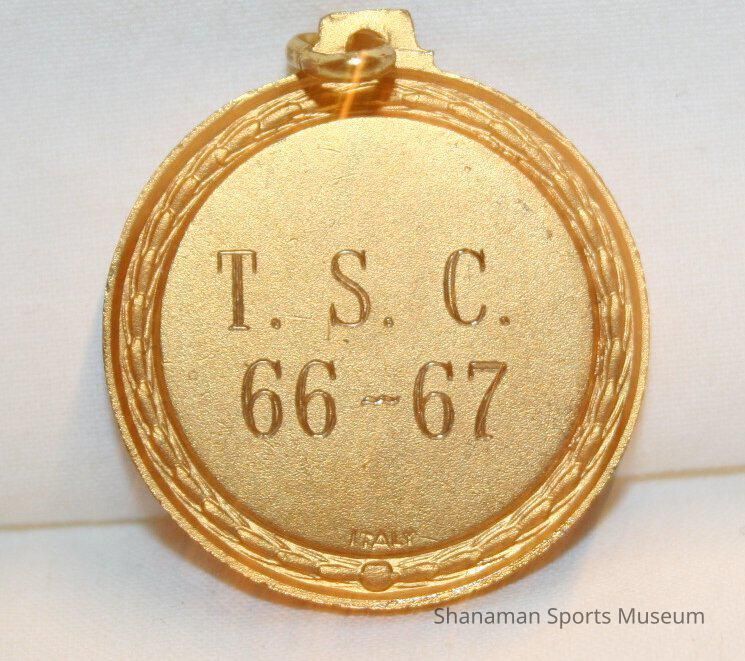 T. S. C.
66-67
ITALY
Shanaman Sports Museum